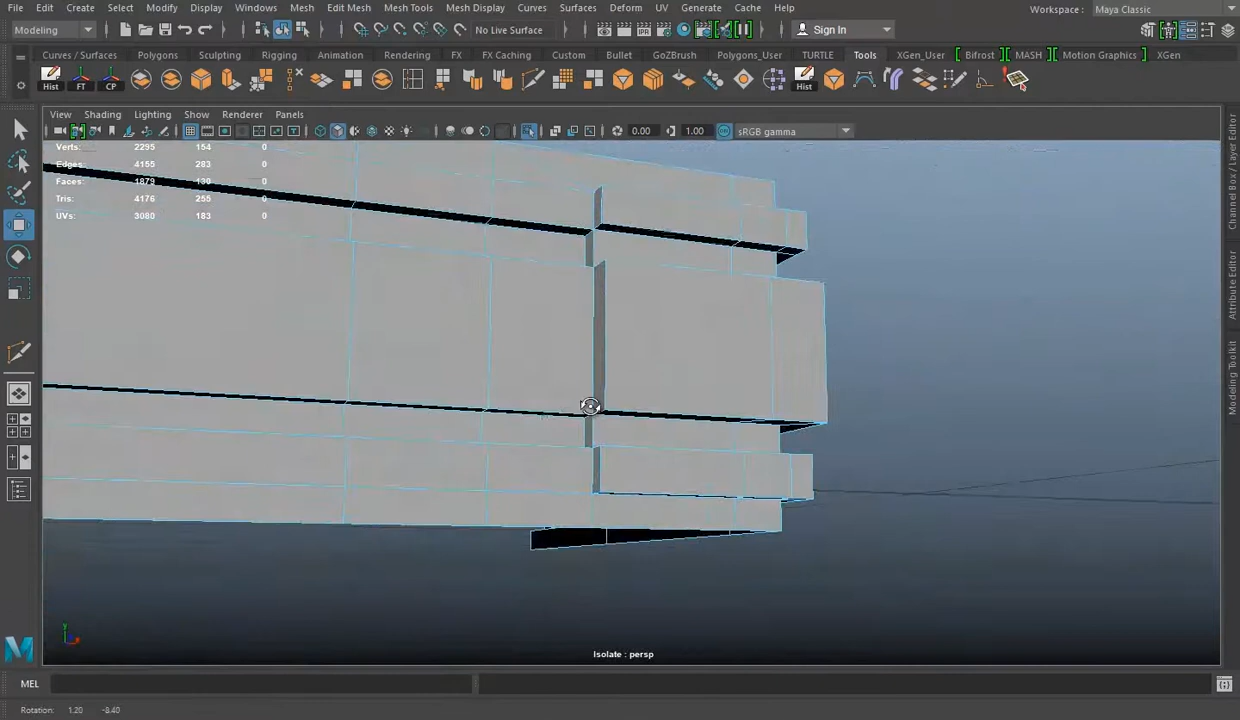 File Edit Create Select Modify Display Windows Mesh Edit Mesh Mesh Tools Mesh Display Curves Surfaces Deform UV Generate Cache Help Workspace : Maya Classic
Modeling No Live Surface Sign In
Curves / Surfaces Polygons Sculpting Rigging Animation Rendering FX FX Caching Custom Bullet GoZBrush Polygons_User TURTLE Tools XGen_User Bifrost MASH Motion Graphics XGen
Hist FT CP Hist
View Shading Lighting Show Renderer Panels
0.00 1.00 sRGB gamma
Verts: 2295 154 0
Edges: 4155 283 0
Faces: 1879 130 0
Tris: 4176 255 0
UVs: 3080 183 0
Channel Box / Layer Editor
Attribute Editor
Modeling Toolkit
Isolate : persp
MEL
Rotation: 1.20 -8.40